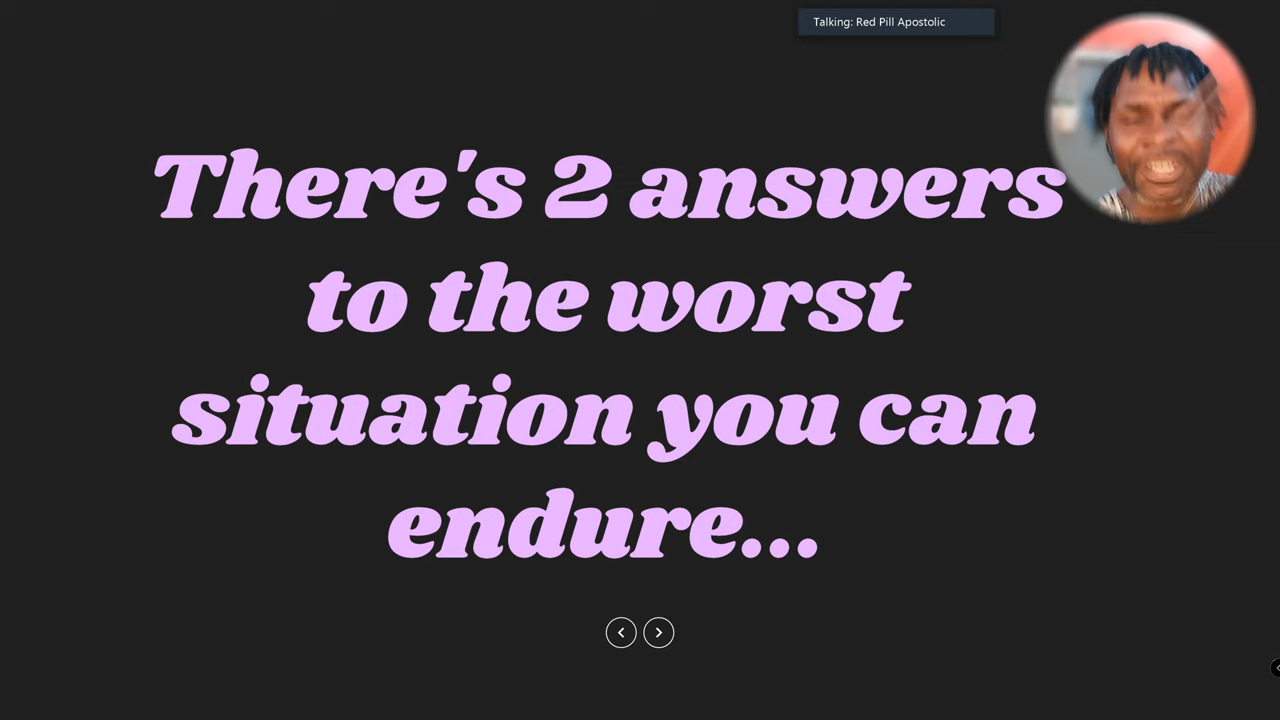 Talking: Red Pill Apostolic
There's 2 answers
to the worst
situation you can
endure...